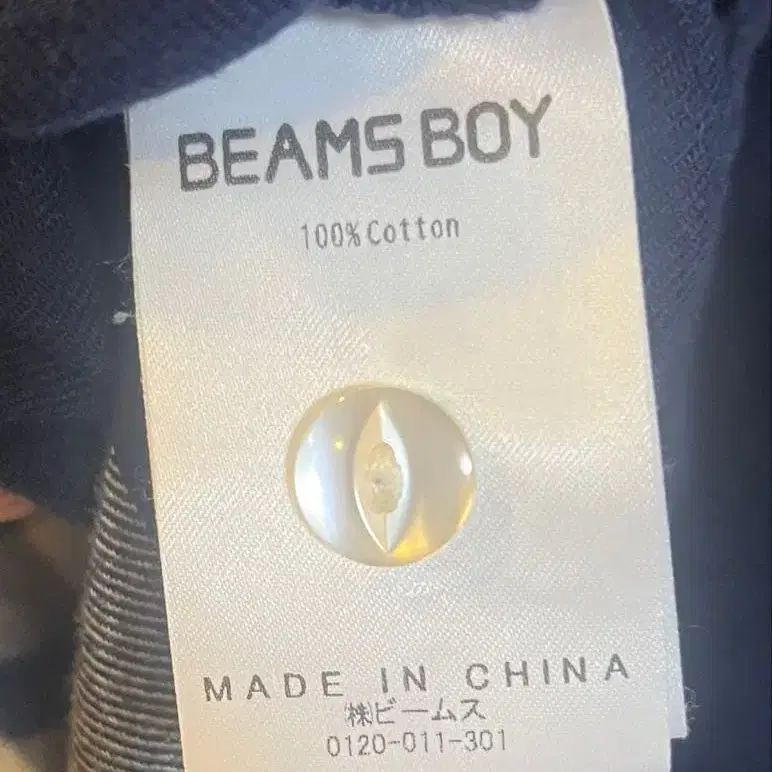 BEAMS BOY
100% Cotton
MADE IN CHINA
㈱ビームス
0120-011-301